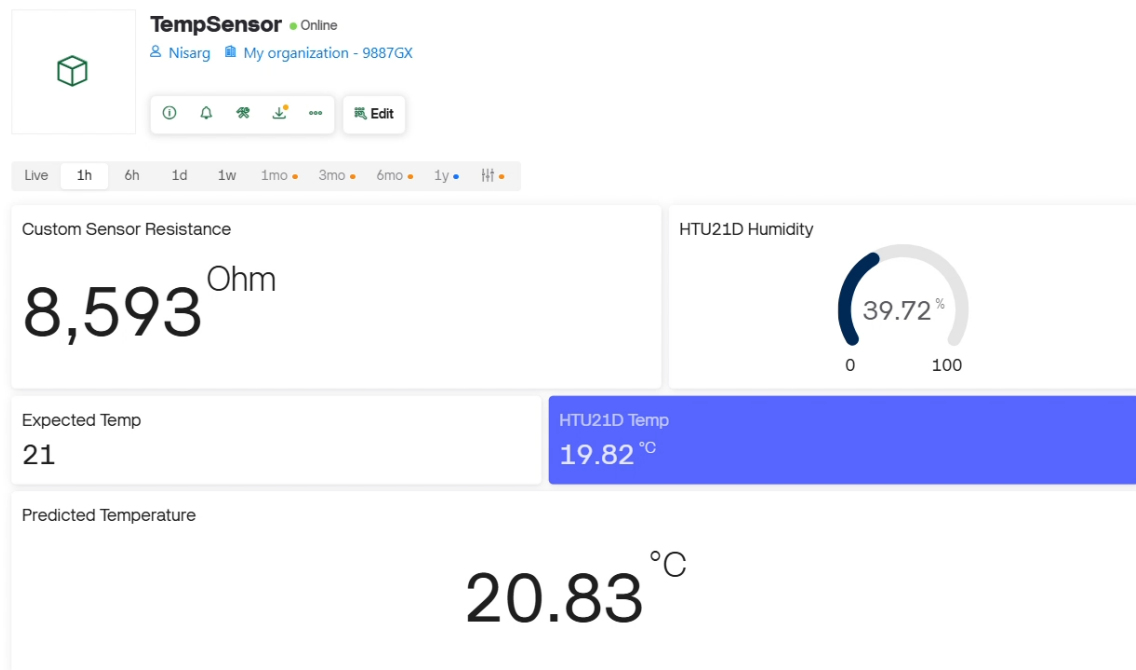 TempSensor Online
Nisarg My organization - 9887GX
Edit
Live 1h 6h 1d 1w 1mo 3mo 6mo 1y
Custom Sensor Resistance
8,593 Ohm
HTU21D Humidity
39.72 %
0 100
Expected Temp
21
HTU21D Temp
19.82 °C
Predicted Temperature
20.83 °C